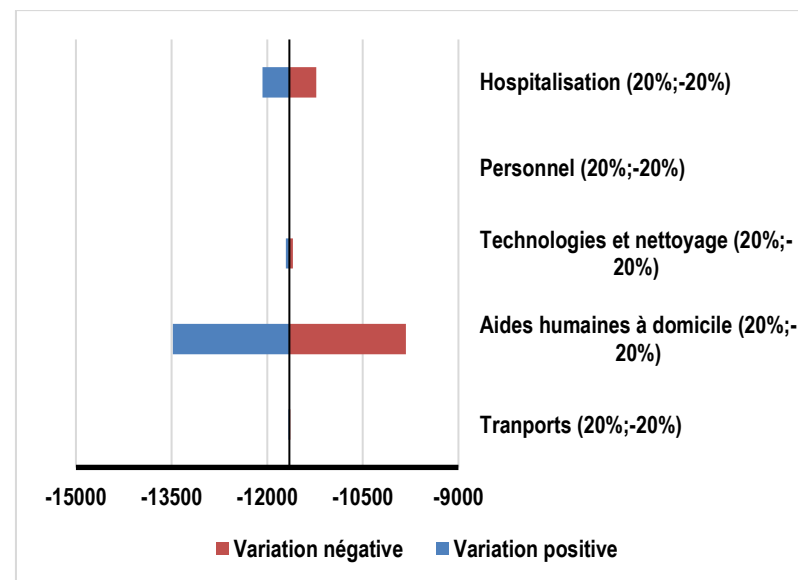 Hospitalisation (20%;-20%)
Personnel (20%;-20%)
Technologies et nettoyage (20%;-
20%)
Aides humaines à domicile (20%;-
20%)
Tranports (20%;-20%)
-15000 -13500 -12000 -10500 -9000
Variation négative Variation positive